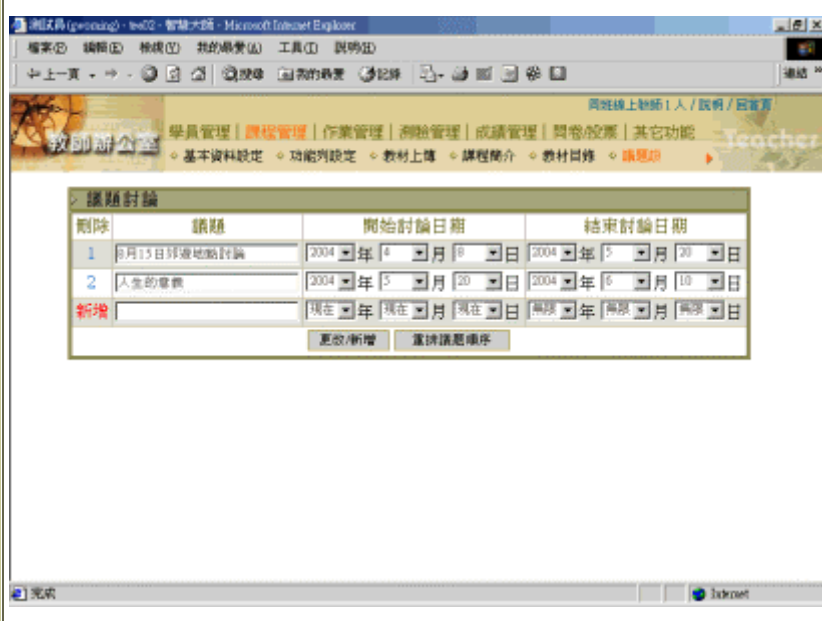 測試員(gwoming) - test02 - 智慧大師 - Microsoft Internet Explorer
檔案(F) 編輯(E) 檢視(V) 我的最愛(A) 工具(T) 說明(H)
上一頁 搜尋 我的最愛 記錄 連結 »
同班線上教師 1 人 / 說明 / 回首頁
教師辦公室 學員管理 | 課程管理 | 作業管理 | 測驗管理 | 成績管理 | 問卷/投票 | 其它功能 Teacher
基本資料設定 功能列設定 教材上傳 課程簡介 教材目錄 議題
議題討論
刪除 議題 開始討論日期 結束討論日期
1 8月15日郊遊地點討論 2004 年 4 月 8 日 2004 年 5 月 20 日
2 人生的意義 2004 年 5 月 20 日 2004 年 6 月 10 日
新增 現在 年 現在 月 現在 日 無限 年 無限 月 無限 日
更改/新增 重排議題順序
完成 Internet